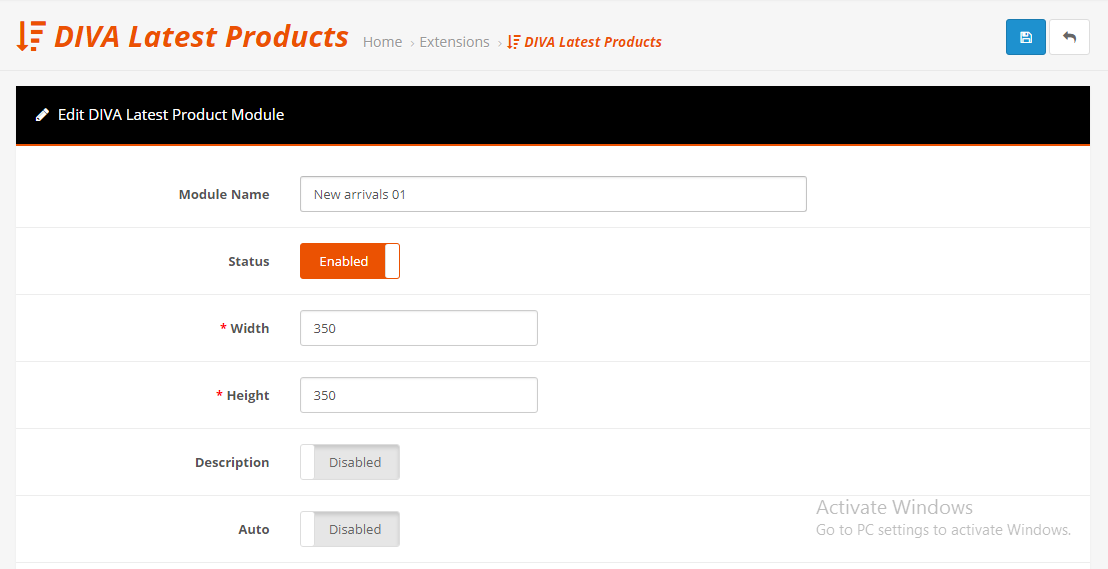 DIVA Latest Products
Home › Extensions › DIVA Latest Products
Edit DIVA Latest Product Module
Module Name
New arrivals 01
Status
Enabled
* Width
350
* Height
350
Description
Disabled
Auto
Disabled
Activate Windows
Go to PC settings to activate Windows.